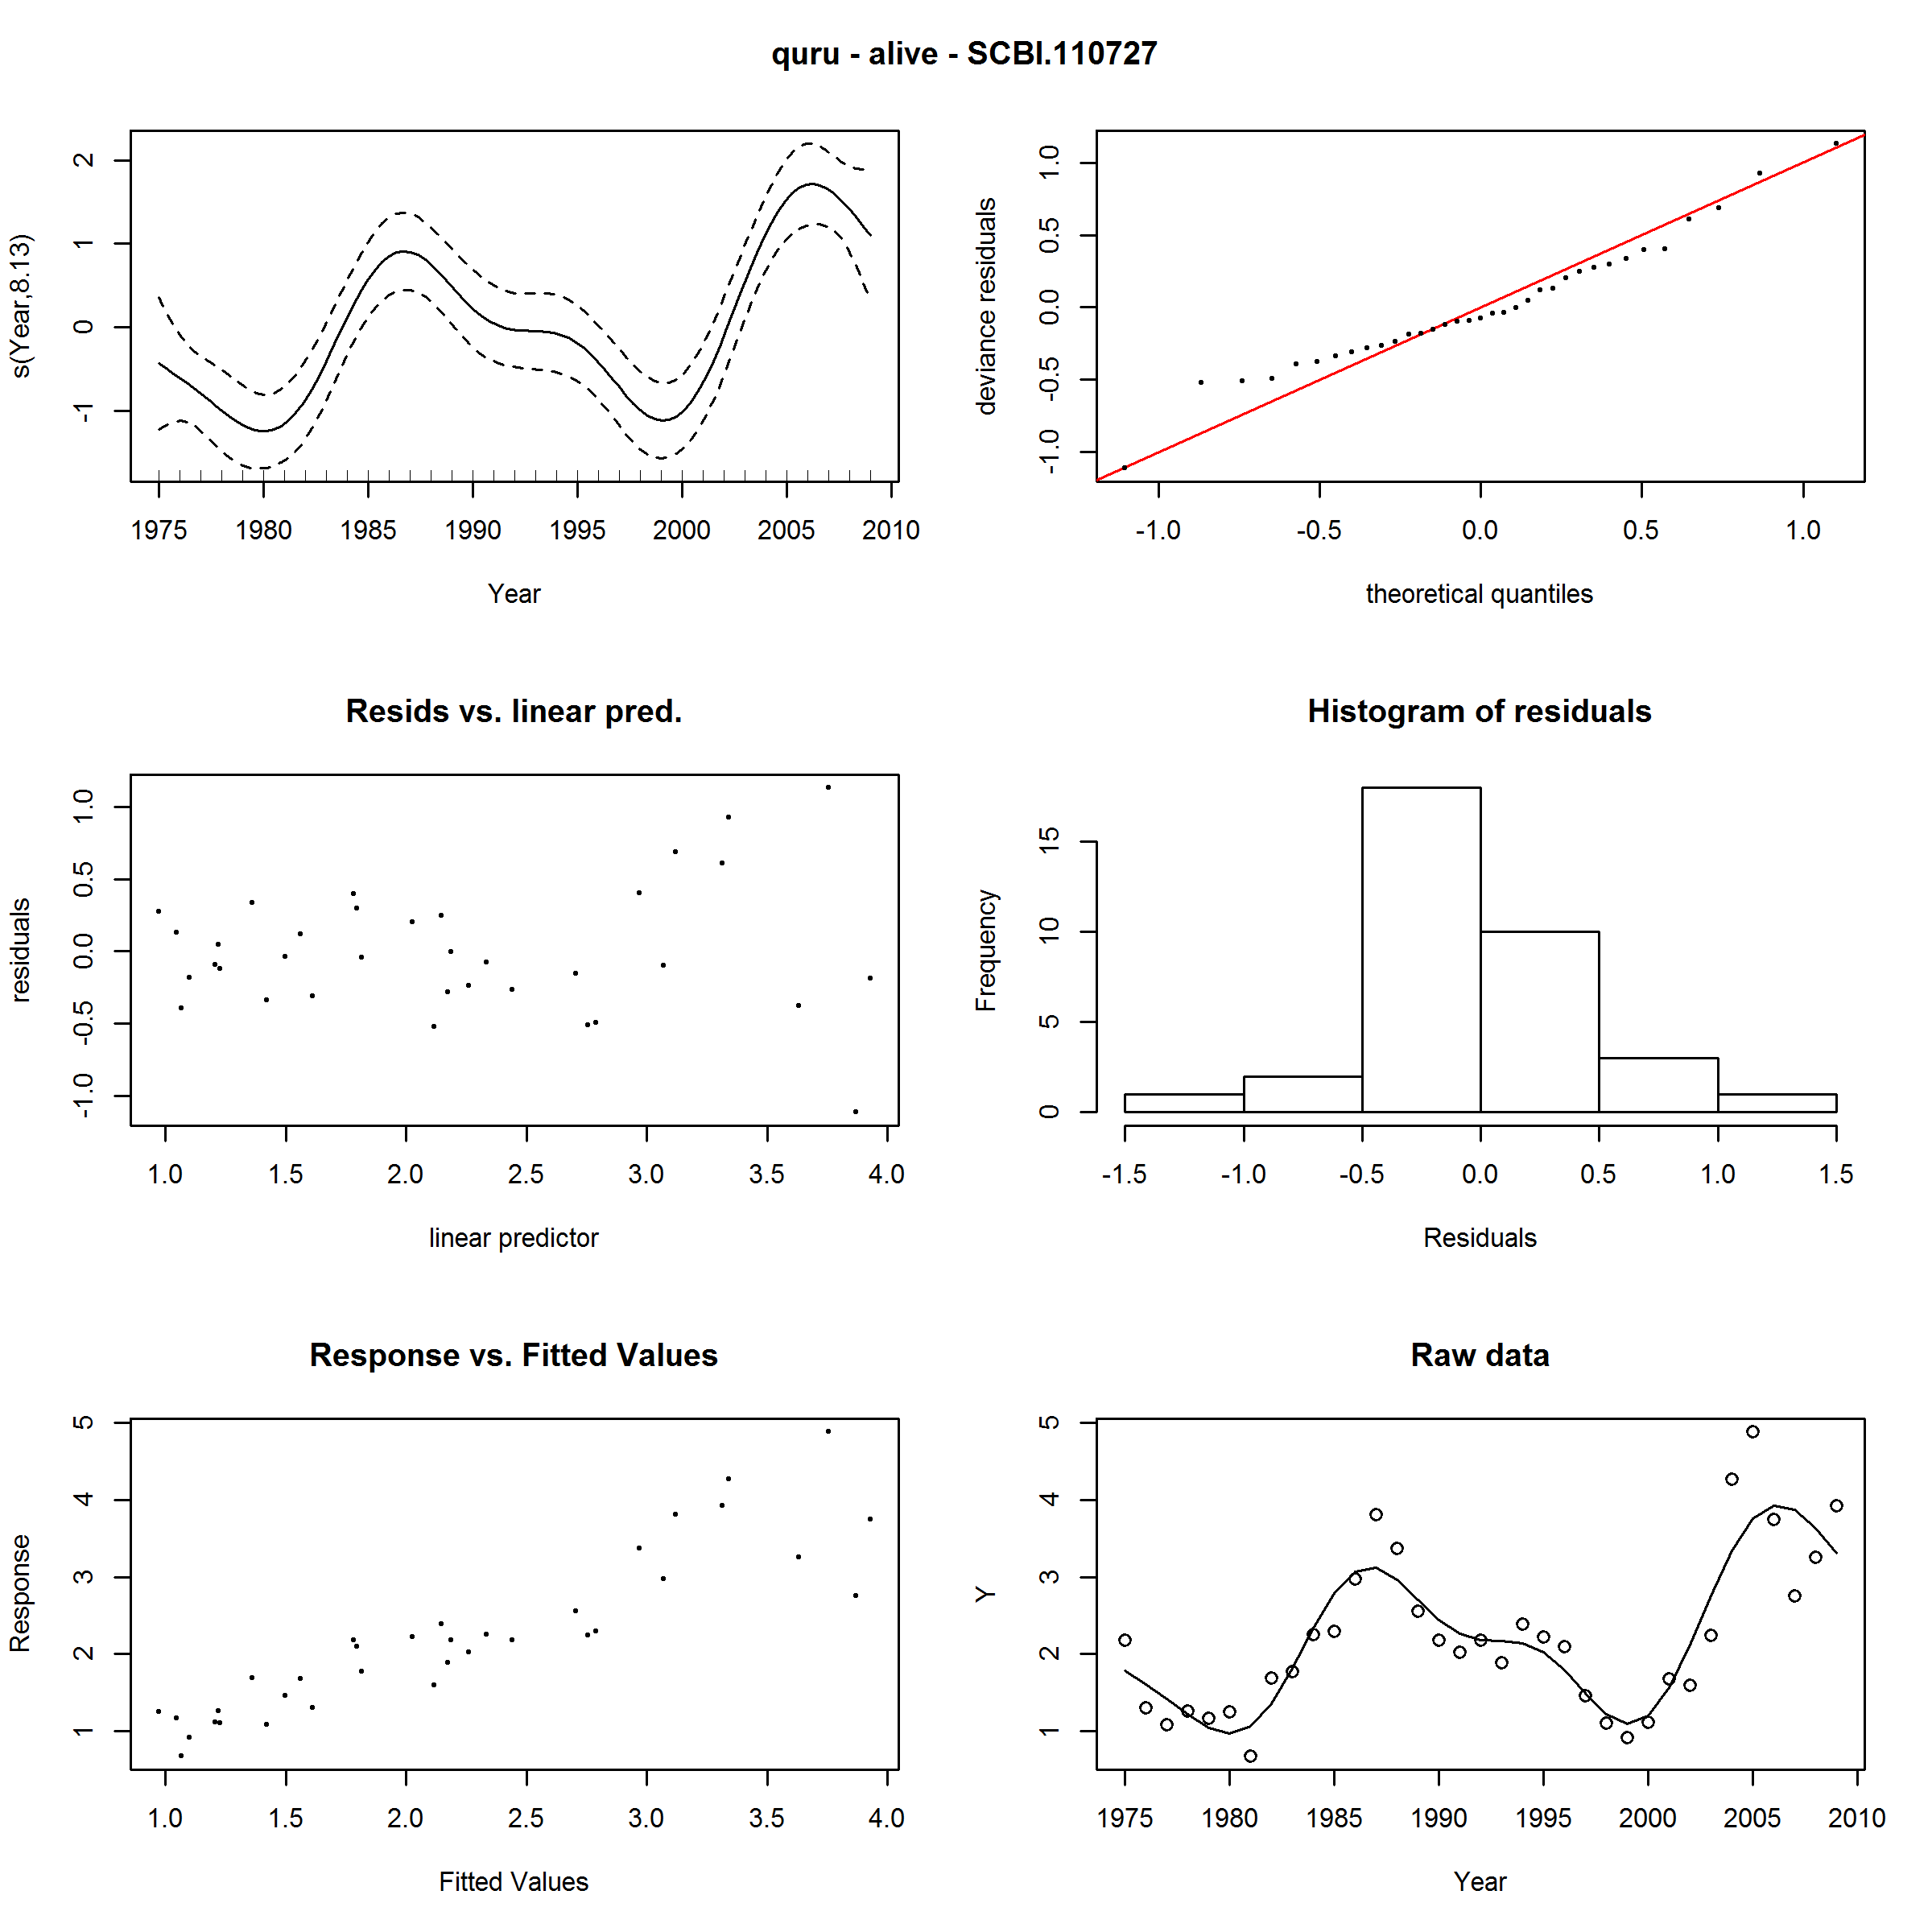 quru - alive - SCBI.110727
s(Year,8.13)
2
1
0
-1
1975 1980 1985 1990 1995 2000 2005 2010
Year
deviance residuals
1.0
0.5
0.0
-0.5
-1.0
-1.0 -0.5 0.0 0.5 1.0
theoretical quantiles
Resids vs. linear pred.
residuals
1.0
0.5
0.0
-0.5
-1.0
1.0 1.5 2.0 2.5 3.0 3.5 4.0
linear predictor
Histogram of residuals
Frequency
15
10
5
0
-1.5 -1.0 -0.5 0.0 0.5 1.0 1.5
Residuals
Response vs. Fitted Values
Response
5
4
3
2
1
1.0 1.5 2.0 2.5 3.0 3.5 4.0
Fitted Values
Raw data
Y
5
4
3
2
1
1975 1980 1985 1990 1995 2000 2005 2010
Year